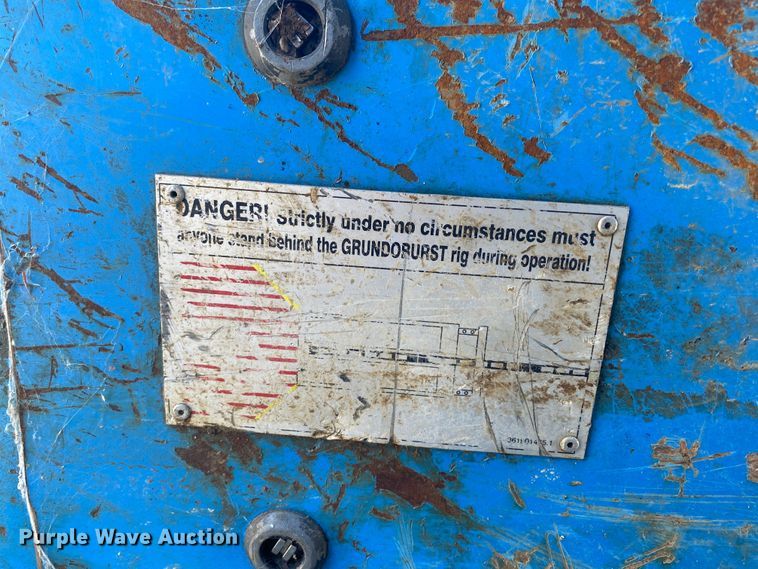 DANGER! Strictly under no circumstances must
anyone stand behind the GRUNDOBURST rig during operation!
Purple Wave Auction